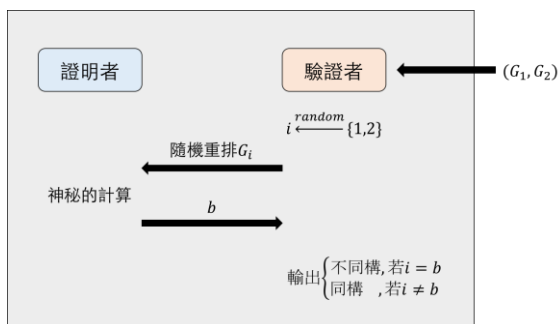 證明者
驗證者
(G₁, G₂)
i ←random {1,2}
隨機重排Gᵢ
神秘的計算
b
輸出{不同構, 若i = b
同構 , 若i ≠ b